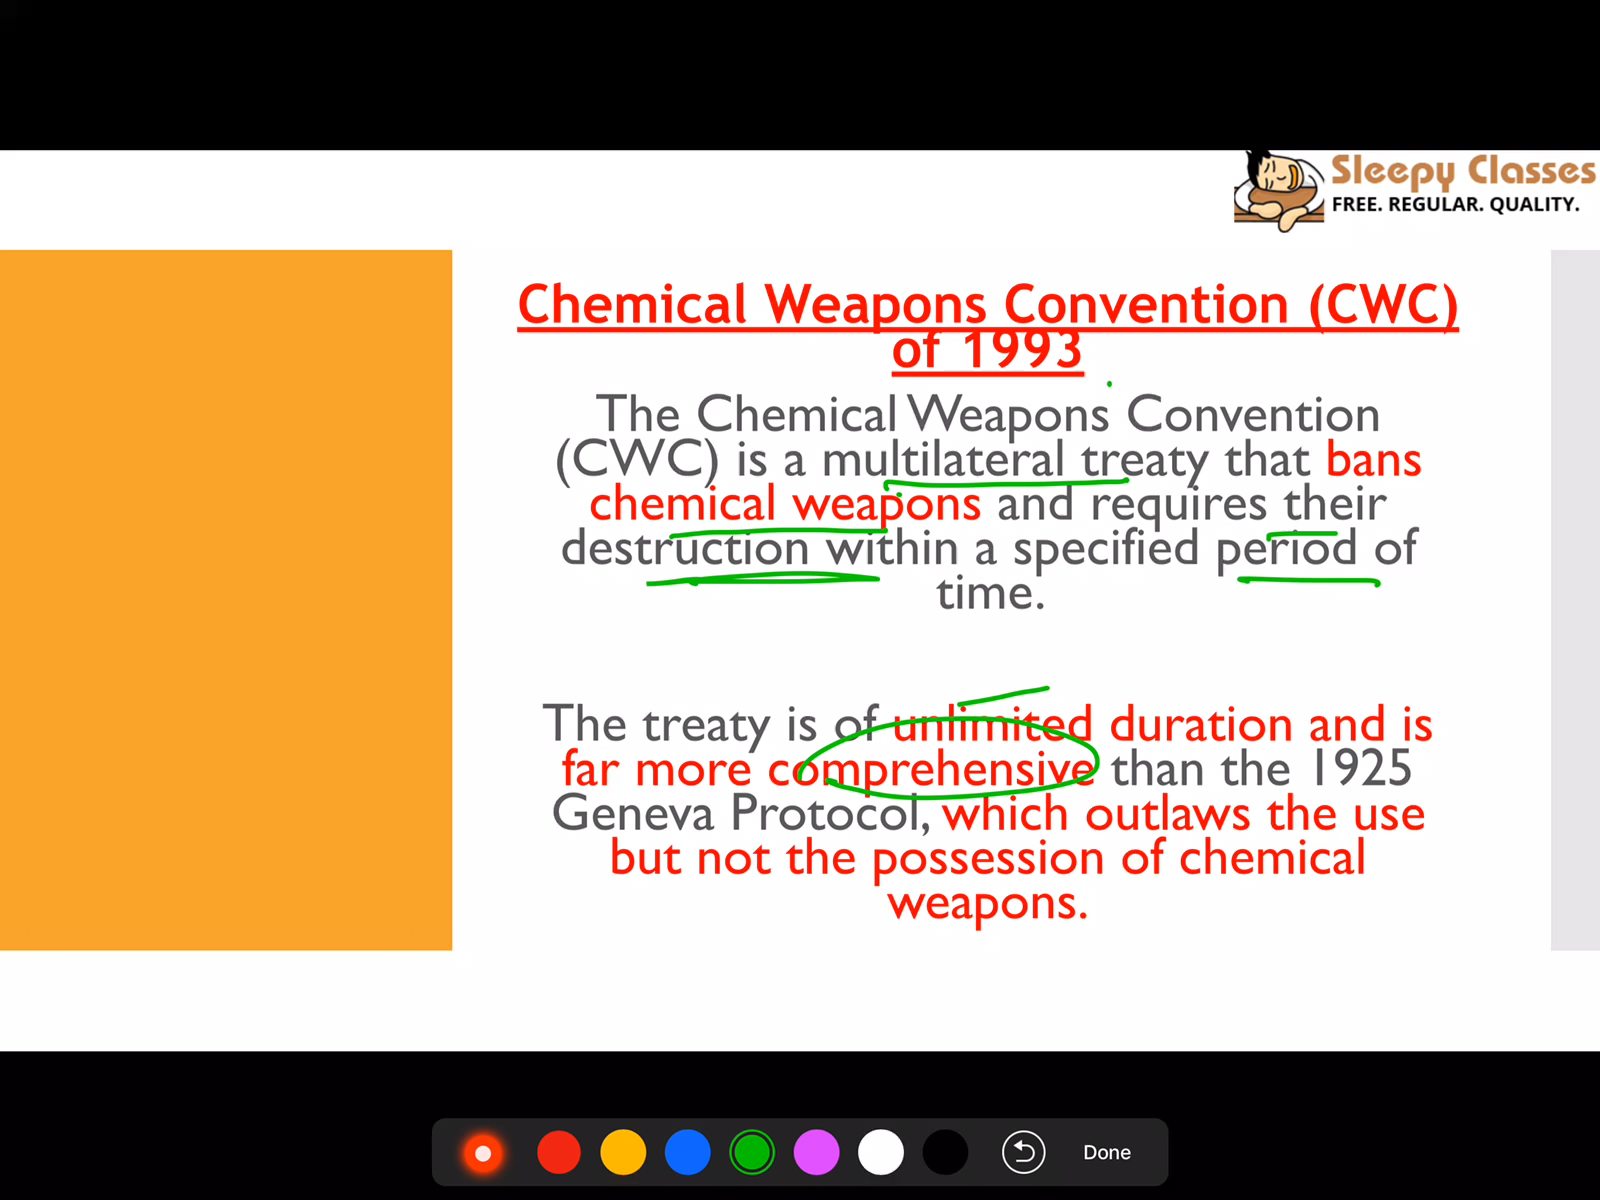 Sleepy Classes
FREE. REGULAR. QUALITY.
Chemical Weapons Convention (CWC)
of 1993
The Chemical Weapons Convention
(CWC) is a multilateral treaty that bans
chemical weapons and requires their
destruction within a specified period of
time.
The treaty is of unlimited duration and is
far more comprehensive than the 1925
Geneva Protocol, which outlaws the use
but not the possession of chemical
weapons.
Done